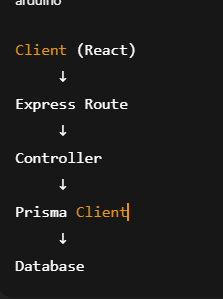 arduino
Client (React)
↓
Express Route
↓
Controller
↓
Prisma Client
↓
Database